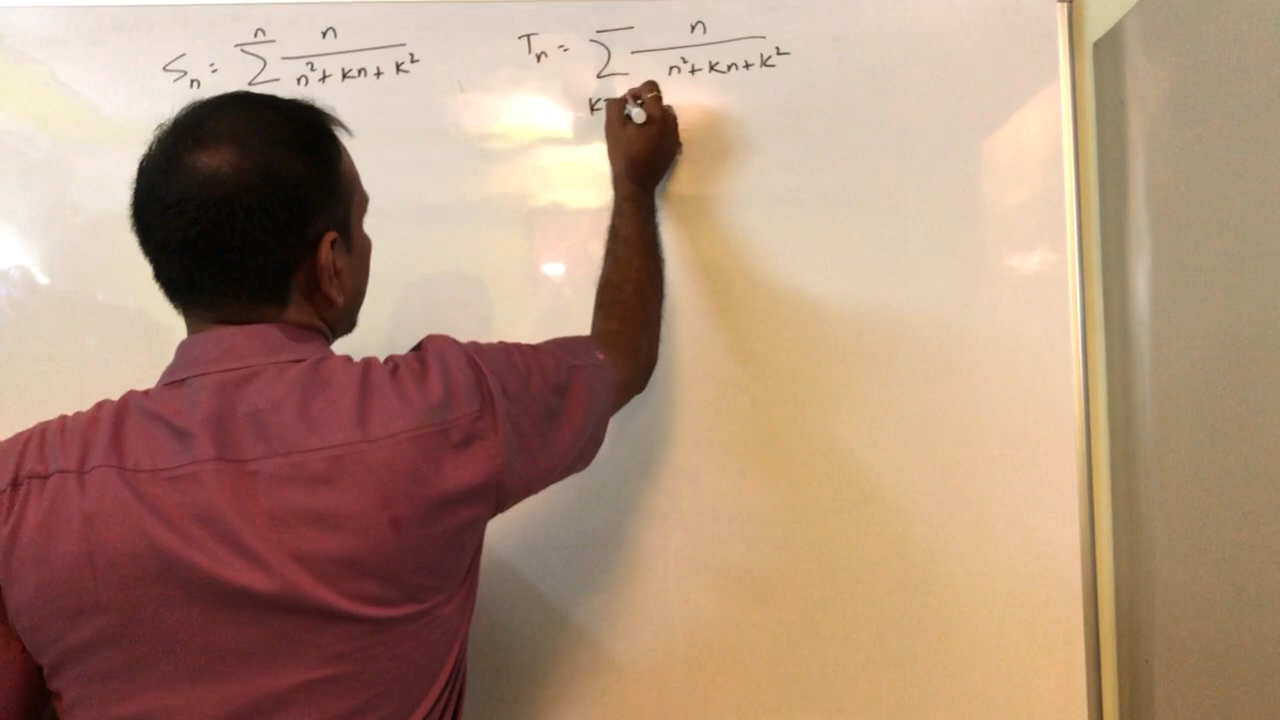 Sₙ = n ∑ n / n² + kn + k²
Tₙ = ∑ k= n / n² + kn + k²